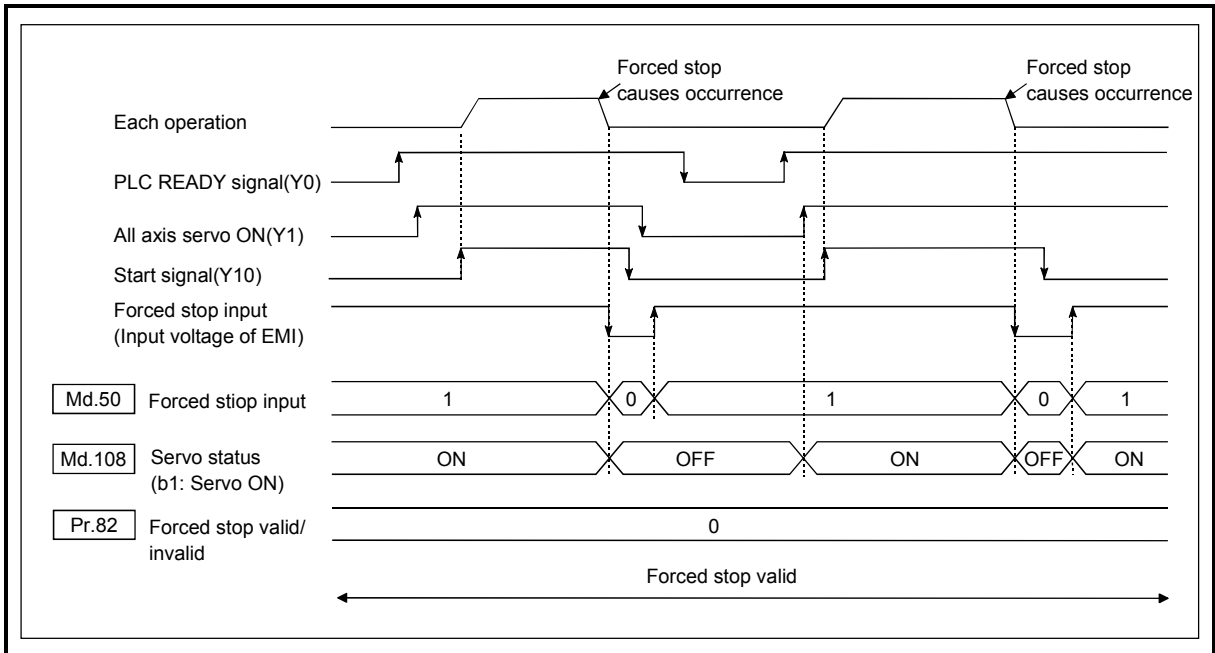 Forced stop
causes occurrence
Forced stop
causes occurrence
Each operation
PLC READY signal(Y0)
All axis servo ON(Y1)
Start signal(Y10)
Forced stop input
(Input voltage of EMI)
Md.50 Forced stiop input 1 0 1 0 1
Md.108 Servo status ON OFF ON OFF ON
(b1: Servo ON)
Pr.82 Forced stop valid/ 0
invalid
Forced stop valid